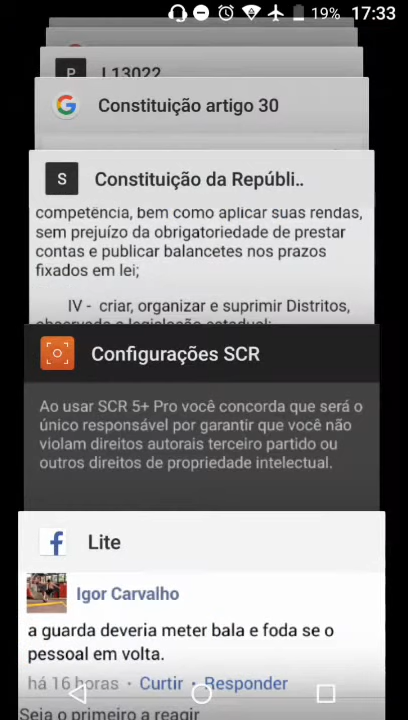 19% 17:33
P L13022
Constituição artigo 30
S Constituição da Repúbli..
competência, bem como aplicar suas rendas,
sem prejuízo da obrigatoriedade de prestar
contas e publicar balancetes nos prazos
fixados em lei;
IV - criar, organizar e suprimir Distritos,
observada a legislação estadual;
Configurações SCR
Ao usar SCR 5+ Pro você concorda que será o
único responsável por garantir que você não
violam direitos autorais terceiro partido ou
outros direitos de propriedade intelectual.
Lite
Igor Carvalho
a guarda deveria meter bala e foda se o
pessoal em volta.
há 16 horas · Curtir · Responder
Seja o primeiro a reagir